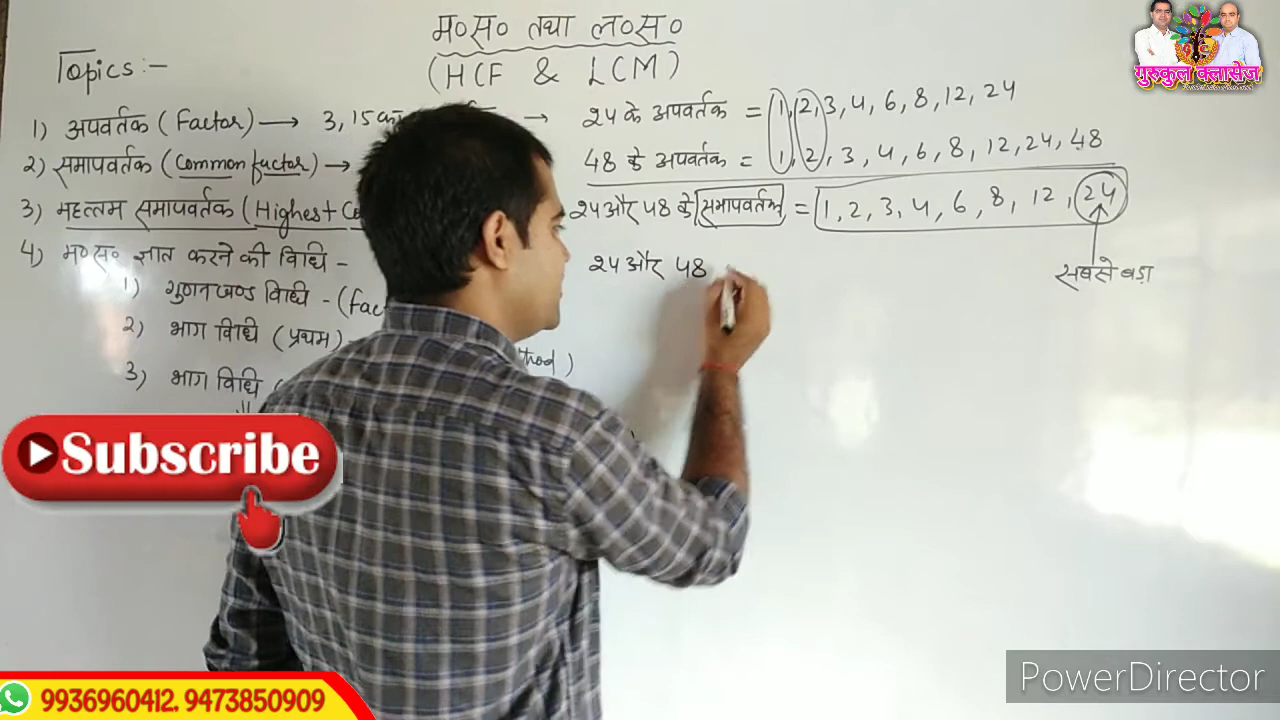 म०स० तथा ल०स०
(HCF & LCM)
Topics:-
1) अपवर्तक (Factor) → 3, 15 →
2) समापवर्तक (Common factor) →
3) महत्तम समापवर्तक (Highest Co
4) म०स० ज्ञात करने की विधि -
1) गुणनखण्ड विधि - (Fac
2) भाग विधि (प्रथम)
3) भाग विधि
24 के अपवर्तक = 1, 2, 3, 4, 6, 8, 12, 24
48 के अपवर्तक = 1, 2, 3, 4, 6, 8, 12, 24, 48
24 और 48 के समापवर्तक = 1, 2, 3, 4, 6, 8, 12, 24
सबसे बड़ा
24 और 48
गुरुकुल क्लासेज
Subscribe
9936960412. 9473850909
PowerDirector